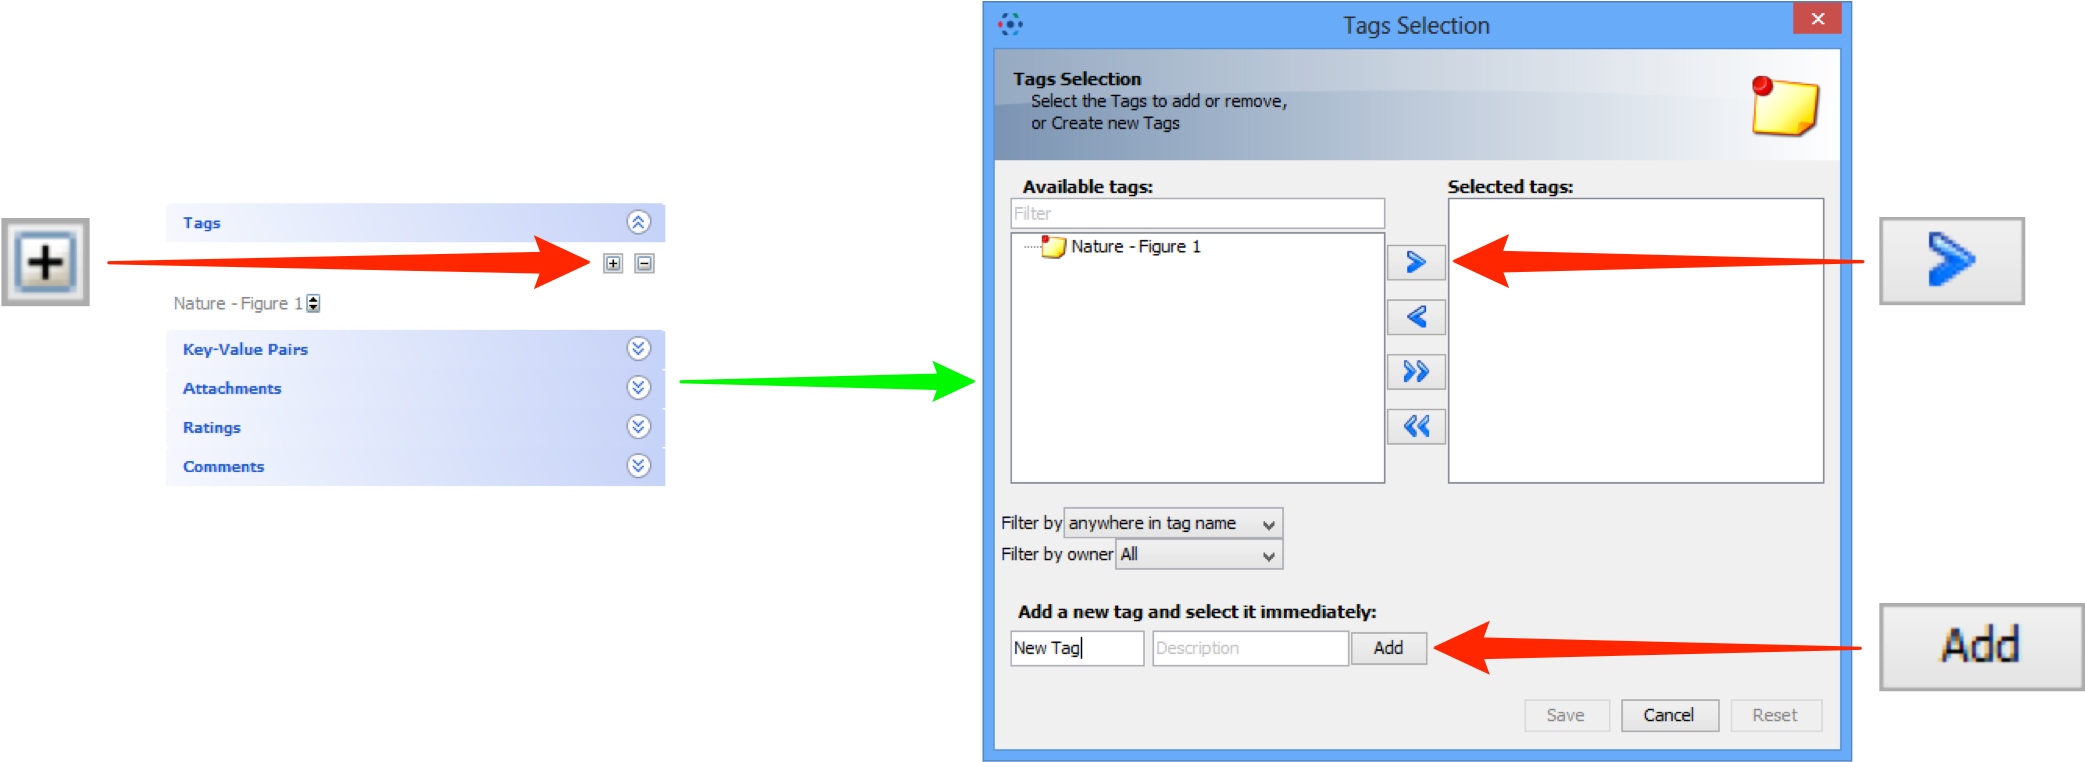 Tags
Nature - Figure 1
Key-Value Pairs
Attachments
Ratings
Comments
Tags Selection
Tags Selection
Select the Tags to add or remove,
or Create new Tags
Available tags:
Selected tags:
Filter
Nature - Figure 1
Filter by anywhere in tag name
Filter by owner All
Add a new tag and select it immediately:
New Tag Description Add
Save Cancel Reset
Add